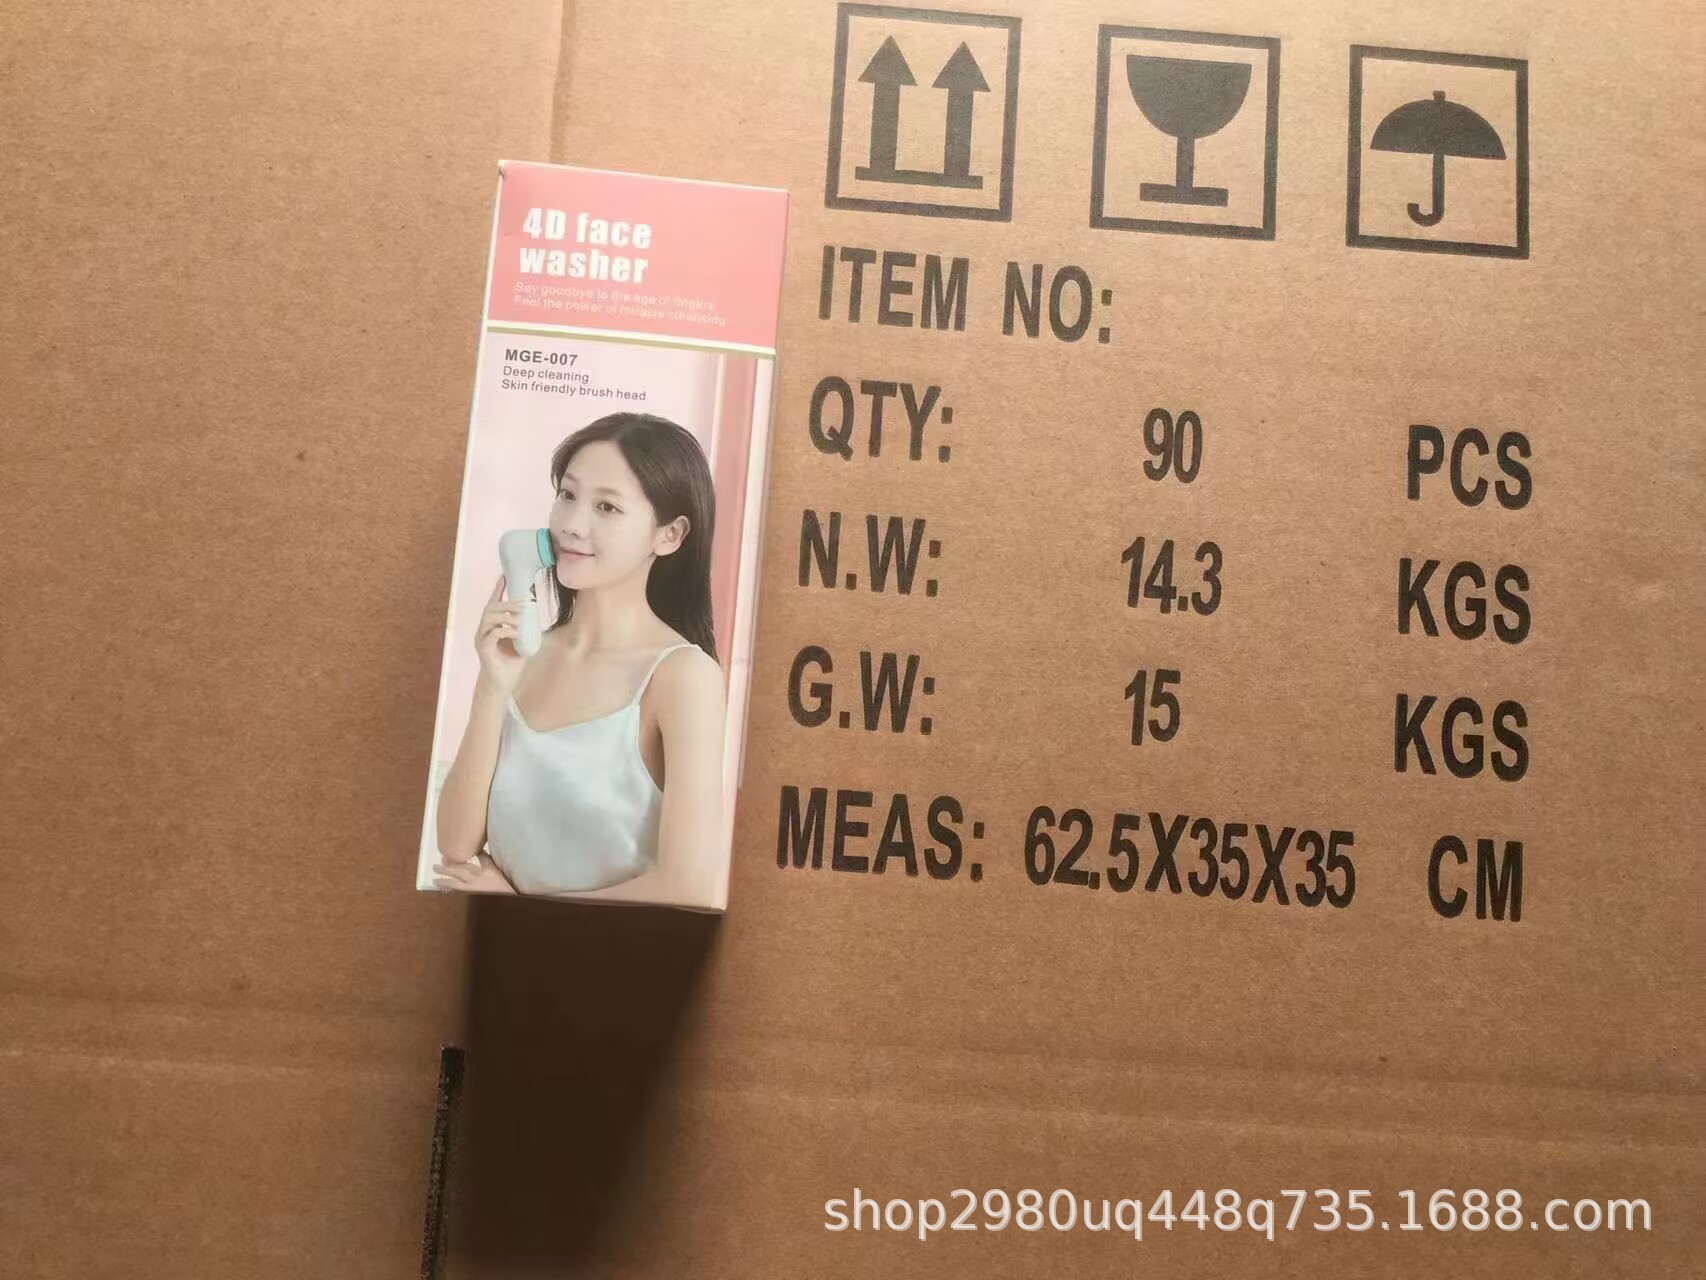 4D face
washer
Say goodbye to the age of fingers
Feel the power of miracle cleansing
MGE-007
Deep cleaning
Skin friendly brush head
ITEM NO:
QTY: 90 PCS
N.W: 14.3 KGS
G.W: 15 KGS
MEAS: 62.5X35X35 CM
shop2980uq448q735.1688.com